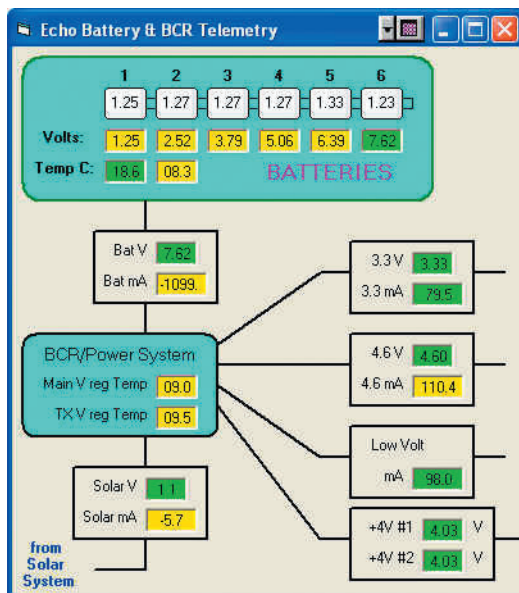 Echo Battery & BCR Telemetry
1 2 3 4 5 6
1.25 1.27 1.27 1.27 1.33 1.23
Volts: 1.25 2.52 3.79 5.06 6.39 7.62
Temp C: 18.6 08.3 BATTERIES
Bat V 7.62
Bat mA -1099.
3.3 V 3.33
3.3 mA 79.5
BCR/Power System
Main V reg Temp 09.0
TX V reg Temp 09.5
4.6 V 4.60
4.6 mA 110.4
Low Volt
mA 98.0
Solar V 1.1
Solar mA -5.7
+4V #1 4.03 V
+4V #2 4.03 V
from
Solar
System